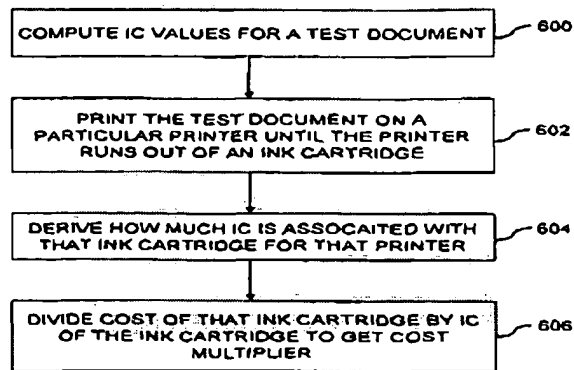 COMPUTE IC VALUES FOR A TEST DOCUMENT
600
PRINT THE TEST DOCUMENT ON A
PARTICULAR PRINTER UNTIL THE PRINTER
RUNS OUT OF AN INK CARTRIDGE
602
DERIVE HOW MUCH IC IS ASSOCAITED WITH
THAT INK CARTRIDGE FOR THAT PRINTER
604
DIVIDE COST OF THAT INK CARTRIDGE BY IC
OF THE INK CARTRIDGE TO GET COST
MULTIPLIER
606